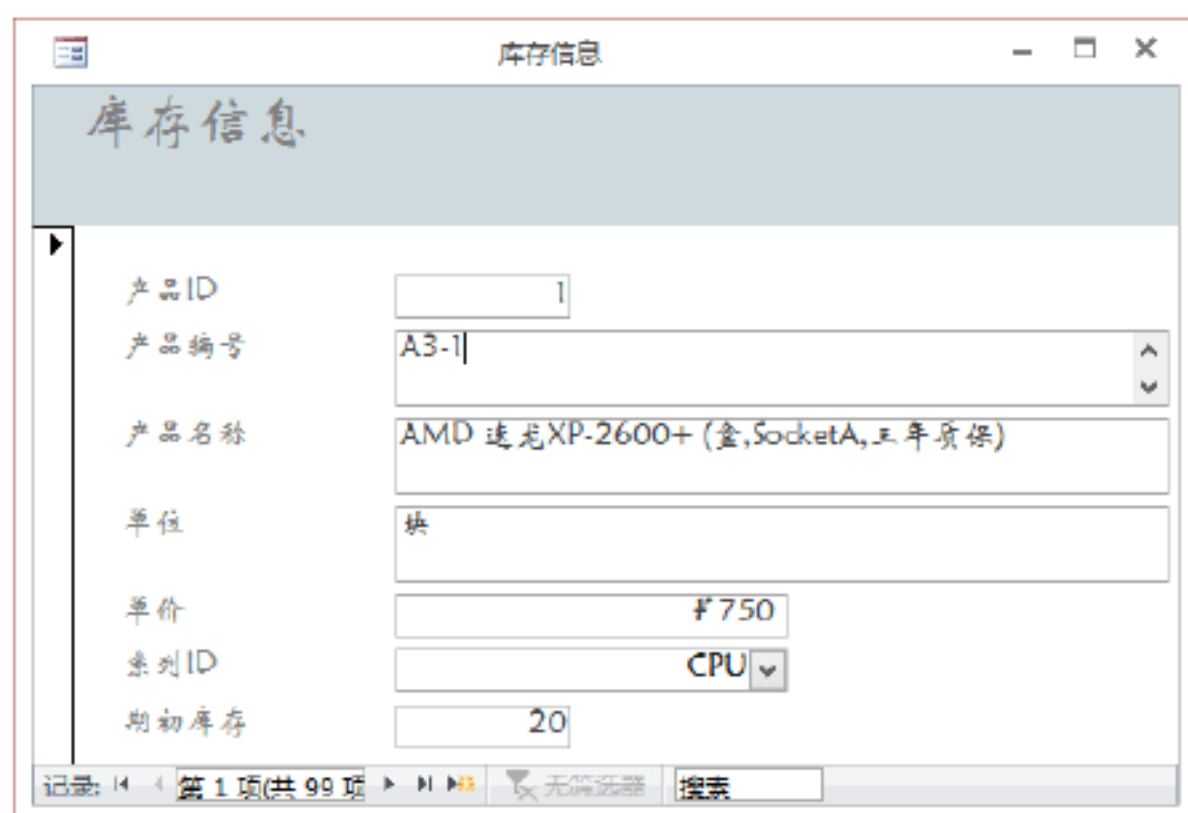 库存信息
库存信息
产品ID 1
产品编号 A3-1
产品名称 AMD 速龙XP-2600+ (盒,SocketA,三年质保)
单位 块
单价 ¥750
系列ID CPU
期初库存 20
记录: 第 1 项(共 99 项 无筛选器 搜索